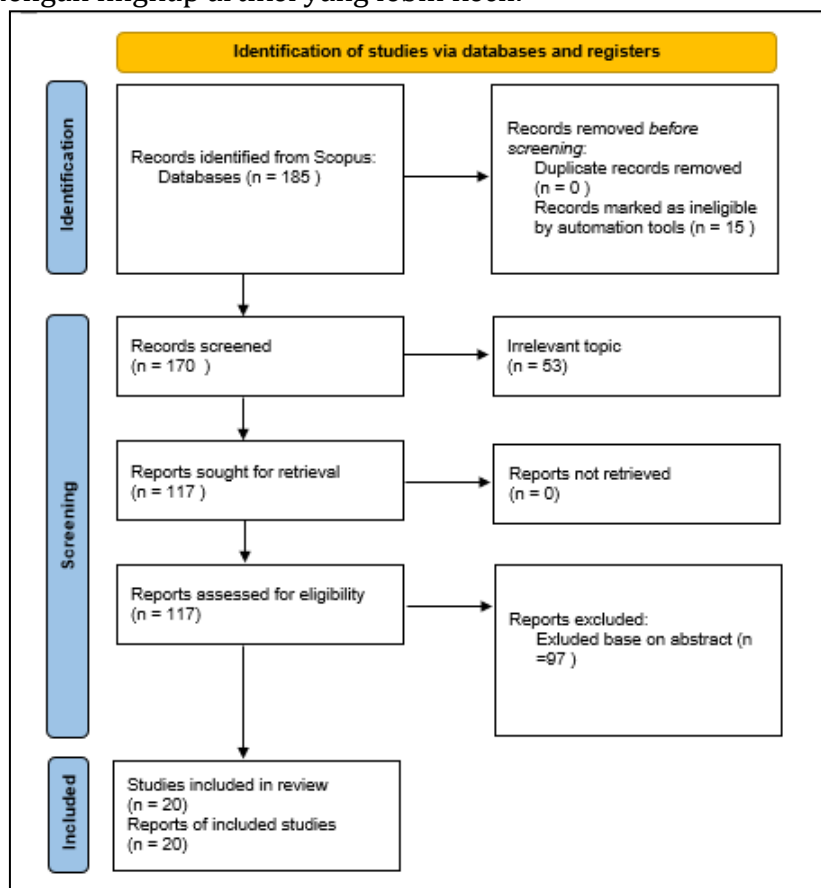 Identification of studies via databases and registers
Identification
Records identified from Scopus:
Databases (n = 185 )
Records removed before
screening:
Duplicate records removed
(n = 0 )
Records marked as ineligible
by automation tools (n = 15 )
Screening
Records screened
(n = 170 )
Irrelevant topic
(n = 53)
Reports sought for retrieval
(n = 117 )
Reports not retrieved
(n = 0)
Reports assessed for eligibility
(n = 117)
Reports excluded:
Exluded base on abstract (n
=97 )
Included
Studies included in review
(n = 20)
Reports of included studies
(n = 20)